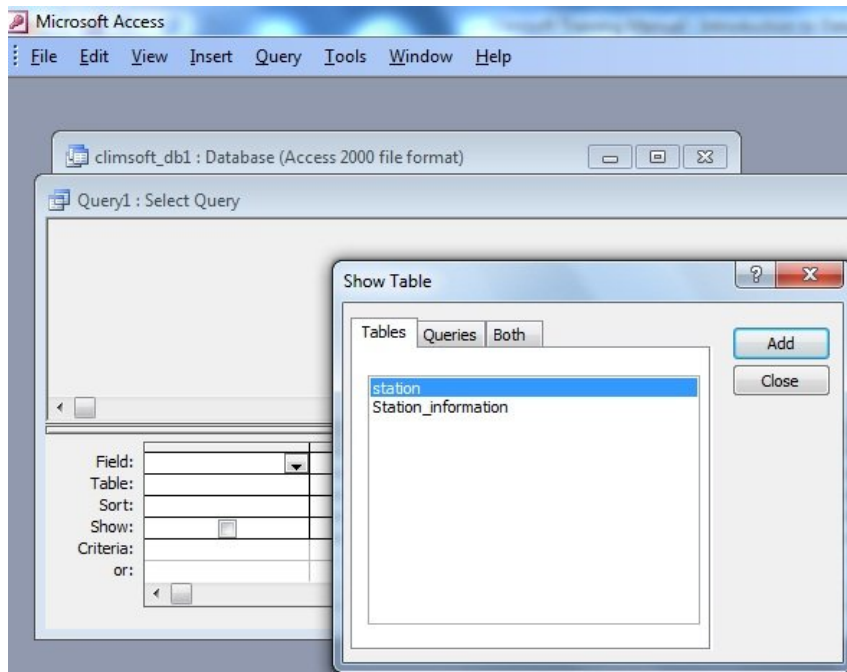 Microsoft Access
File Edit View Insert Query Tools Window Help
climsoft_db1 : Database (Access 2000 file format)
Query1 : Select Query
Show Table
Tables Queries Both
Add
Close
station
Station_information
Field:
Table:
Sort:
Show:
Criteria:
or: